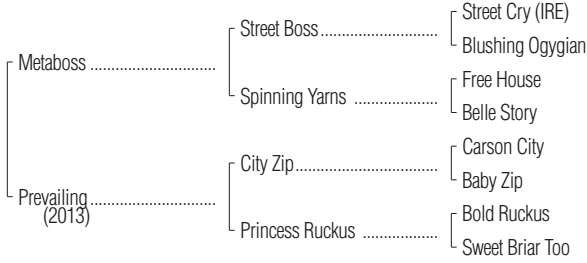 Street Cry (IRE)
Street Boss
Blushing Ogygian
Metaboss
Free House
Spinning Yarns
Belle Story
Carson City
City Zip
Baby Zip
Prevailing
(2013)
Bold Ruckus
Princess Ruckus
Sweet Briar Too